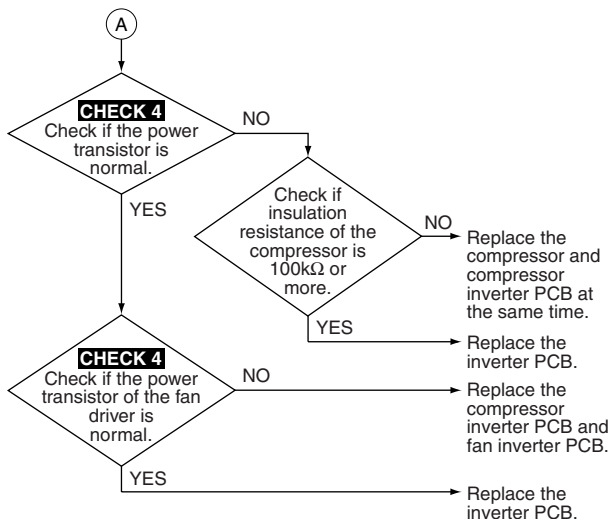 A
CHECK 4
Check if the power
transistor is
normal.
NO
YES
Check if
insulation
resistance of the
compressor is
100kΩ or
more.
NO
Replace the
compressor and
compressor
inverter PCB at
the same time.
YES
Replace the
inverter PCB.
CHECK 4
Check if the power
transistor of the fan
driver is
normal.
NO
Replace the
compressor
inverter PCB and
fan inverter PCB.
YES
Replace the
inverter PCB.